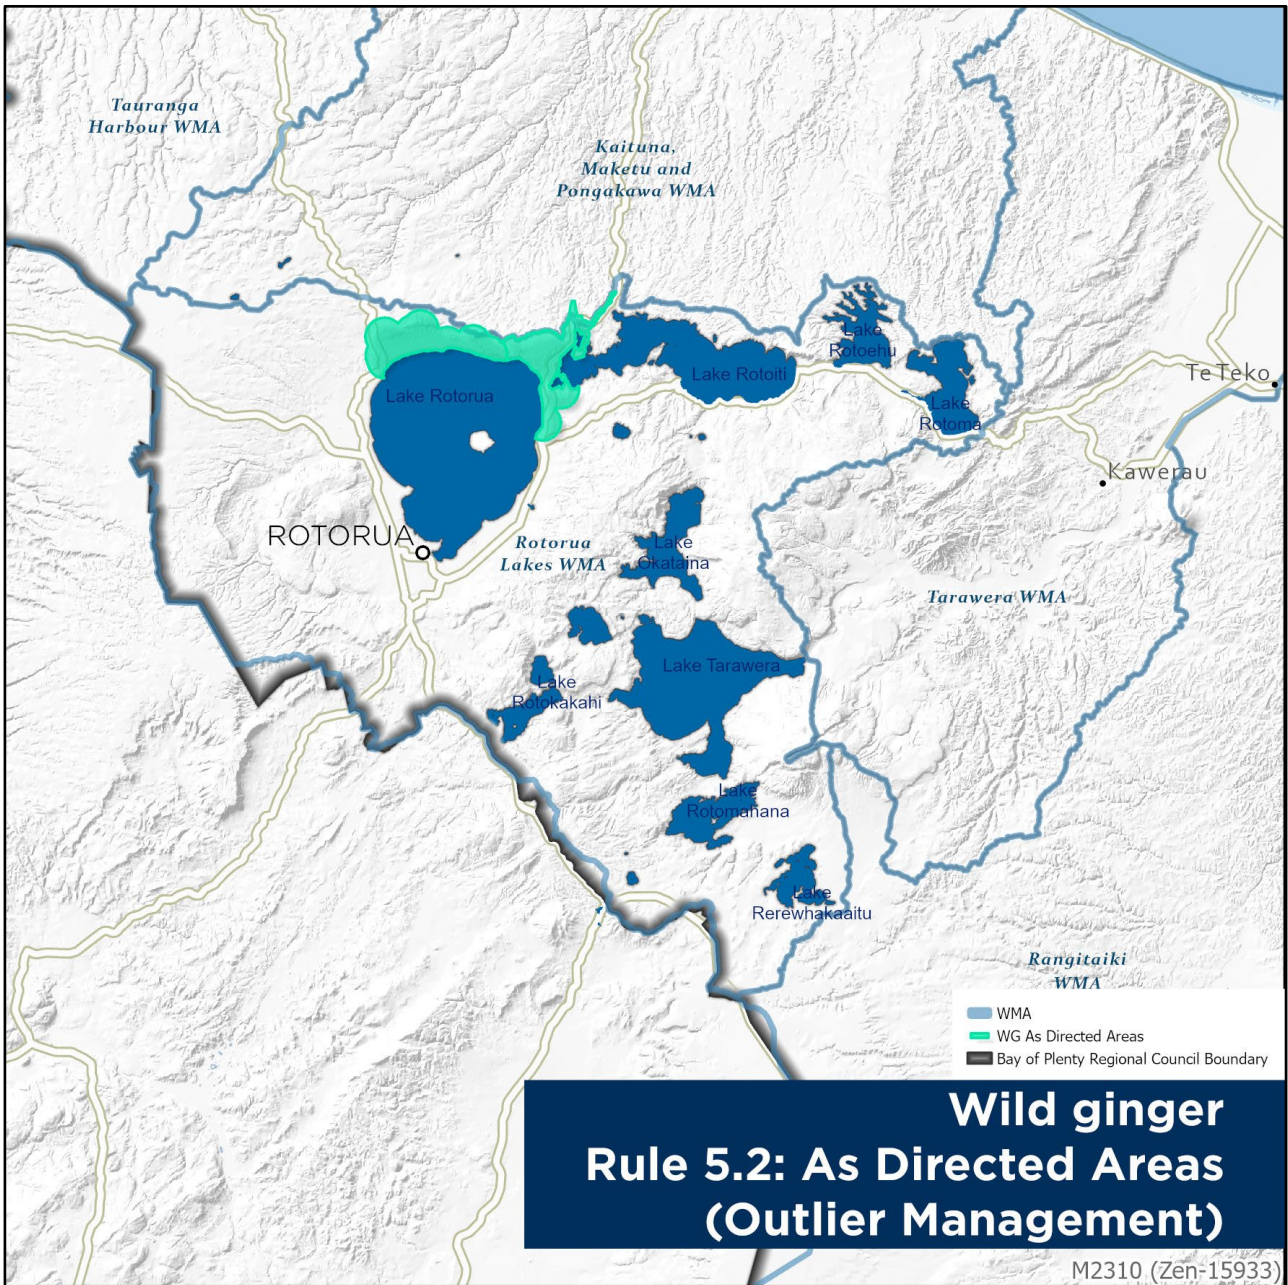 Tauranga
Harbour WMA
Kaituna,
Maketu and
Pongakawa WMA
Lake
Rotoehu
Lake Rotoiti
Te Teko
Lake Rotorua
Lake
Rotoma
Kawerau
ROTORUA
Rotorua
Lakes WMA
Lake
Okataina
Tarawera WMA
Lake Tarawera
Lake
Rotokakahi
Lake
Rotomahana
Lake
Rerewhakaaitu
Rangitaiki
WMA
WMA
WG As Directed Areas
Bay of Plenty Regional Council Boundary
Wild ginger
Rule 5.2: As Directed Areas
(Outlier Management)
M2310 (Zen-15933)